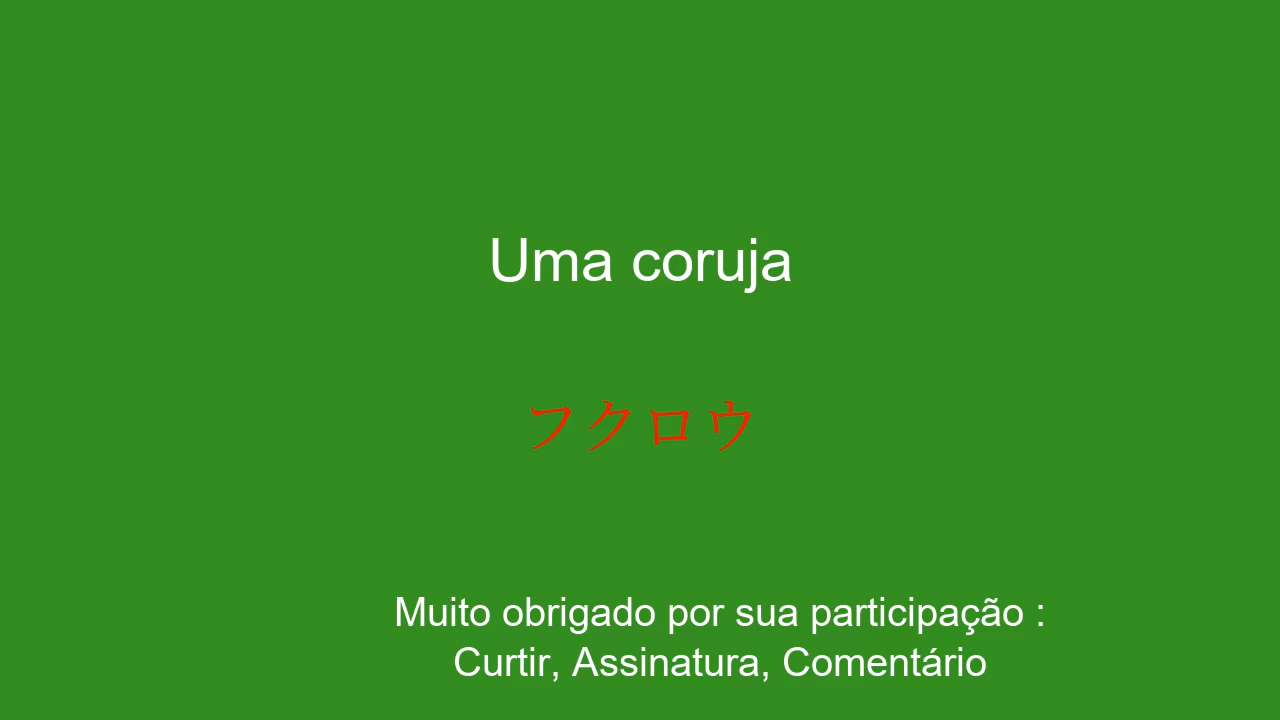 Uma coruja
フクロウ
Muito obrigado por sua participação :
Curtir, Assinatura, Comentário